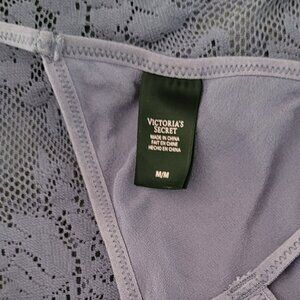 VICTORIA'S
SECRET
MADE IN CHINA
FAIT EN CHINE
HECHO EN CHINA
M/M